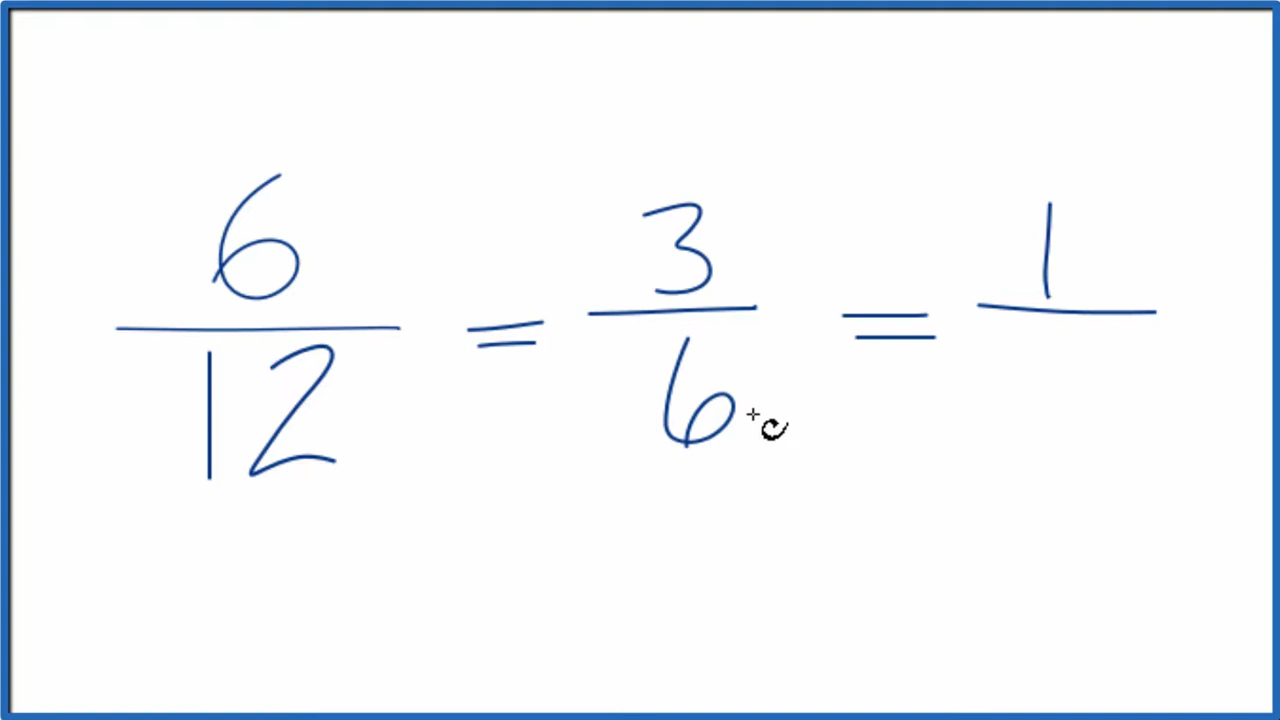 6/12 = 3/6 = 1/